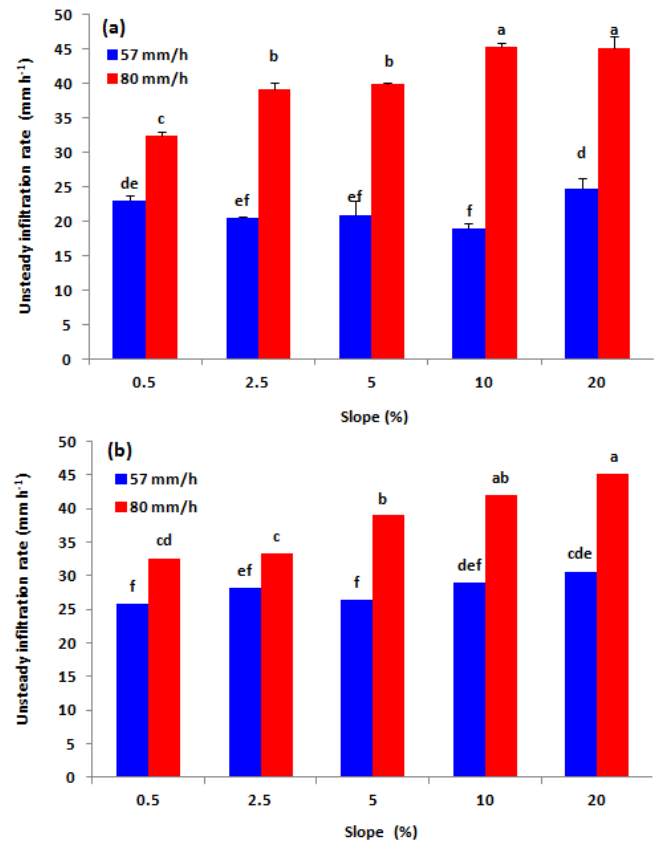 (a)
57 mm/h
80 mm/h
Unsteady infiltration rate (mm h-1)
50
45
40
35
30
25
20
15
10
5
0
de
c
ef
b
ef
b
f
a
d
a
0.5
2.5
5
10
20
Slope (%)
(b)
57 mm/h
80 mm/h
Unsteady infiltration rate (mm h-1)
50
45
40
35
30
25
20
15
10
5
0
f
cd
ef
c
f
b
def
ab
cde
a
0.5
2.5
5
10
20
Slope (%)